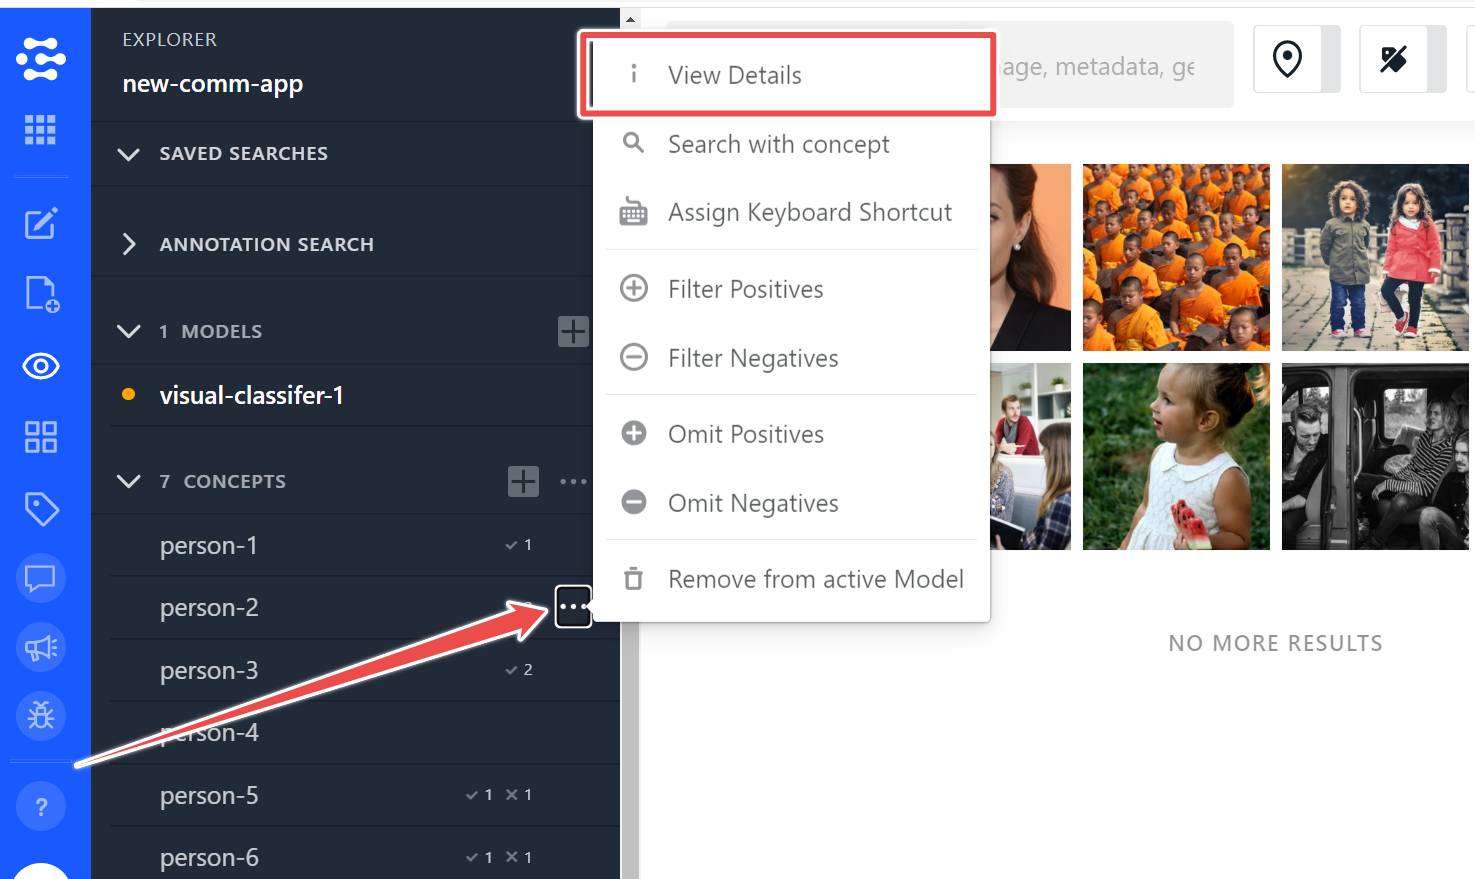 EXPLORER
new-comm-app
SAVED SEARCHES
ANNOTATION SEARCH
1 MODELS
visual-classifer-1
7 CONCEPTS
person-1
1
person-2
person-3
2
person-4
person-5
1 1
person-6
1 1
?
View Details
Search with concept
Assign Keyboard Shortcut
Filter Positives
Filter Negatives
Omit Positives
Omit Negatives
Remove from active Model
metadata, ge
NO MORE RESULTS